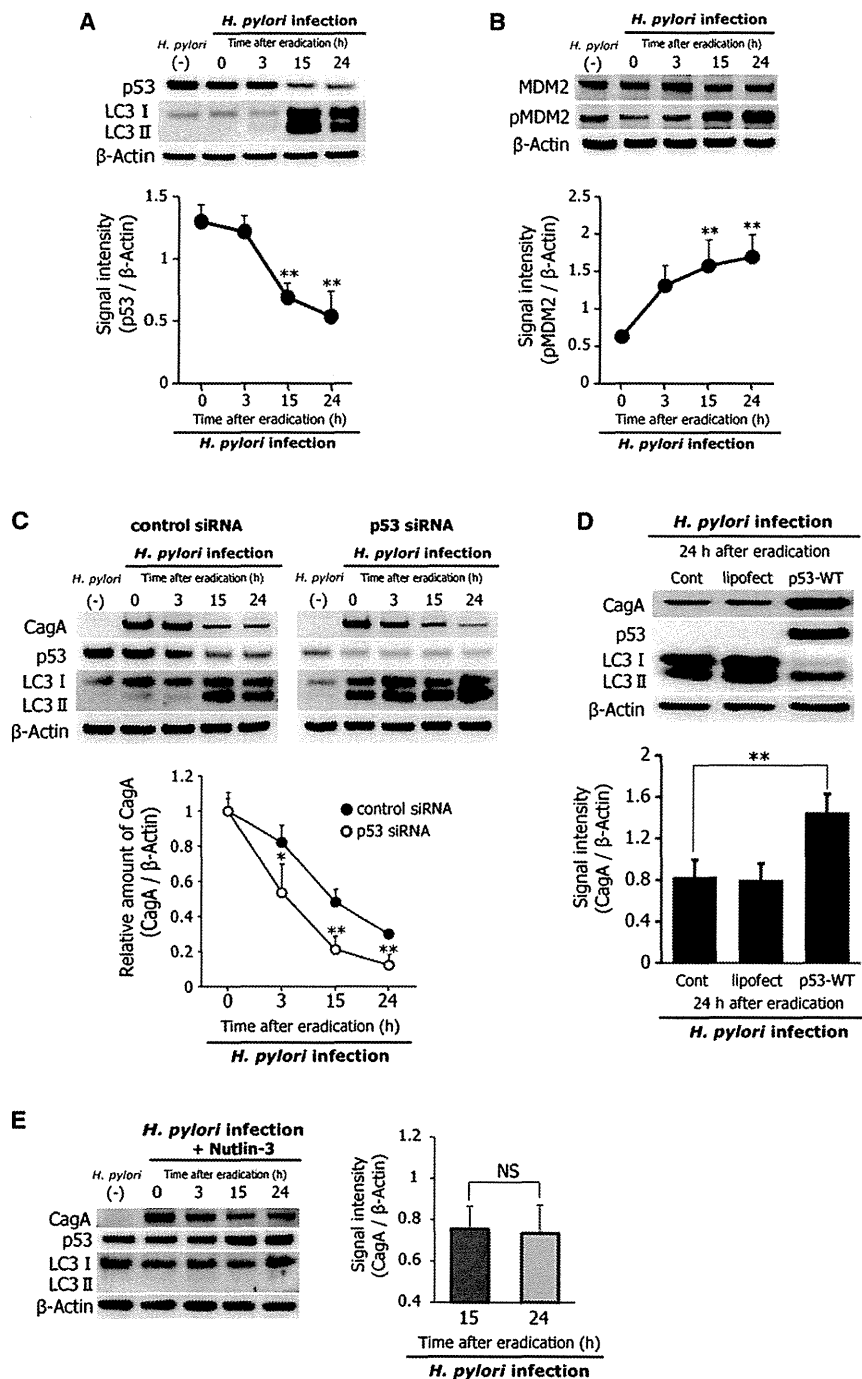 A
H. pylori infection
H. pylori
Time after eradication (h)
(-) 0 3 15 24
p53
LC3 I
LC3 II
β-Actin
Signal intensity
(p53 / β-Actin)
1.5
1
0.5
0
** **
0 3 15 24
Time after eradication (h)
H. pylori infection
B
H. pylori infection
H. pylori
Time after eradication (h)
(-) 0 3 15 24
MDM2
pMDM2
β-Actin
Signal intensity
(pMDM2 / β-Actin)
2.5
2
1.5
1
0.5
0
** **
0 3 15 24
Time after eradication (h)
H. pylori infection
C
control siRNA
H. pylori infection
H. pylori
Time after eradication (h)
(-) 0 3 15 24
p53 siRNA
H. pylori infection
H. pylori
Time after eradication (h)
(-) 0 3 15 24
CagA
p53
LC3 I
LC3 II
β-Actin
Relative amount of CagA
(CagA / β-Actin)
1.2
1
0.8
0.6
0.4
0.2
0
control siRNA
p53 siRNA
* ** **
0 3 15 24
Time after eradication (h)
H. pylori infection
D
H. pylori infection
24 h after eradication
Cont lipofect p53-WT
CagA
p53
LC3 I
LC3 II
β-Actin
Signal intensity
(CagA / β-Actin)
2
1.6
1.2
0.8
0.4
0
**
Cont lipofect p53-WT
24 h after eradication
H. pylori infection
E
H. pylori infection
+ Nutlin-3
H. pylori
Time after eradication (h)
(-) 0 3 15 24
CagA
p53
LC3 I
LC3 II
β-Actin
Signal intensity
(CagA / β-Actin)
1.2
1
0.8
0.6
0.4
NS
15 24
Time after eradication (h)
H. pylori infection